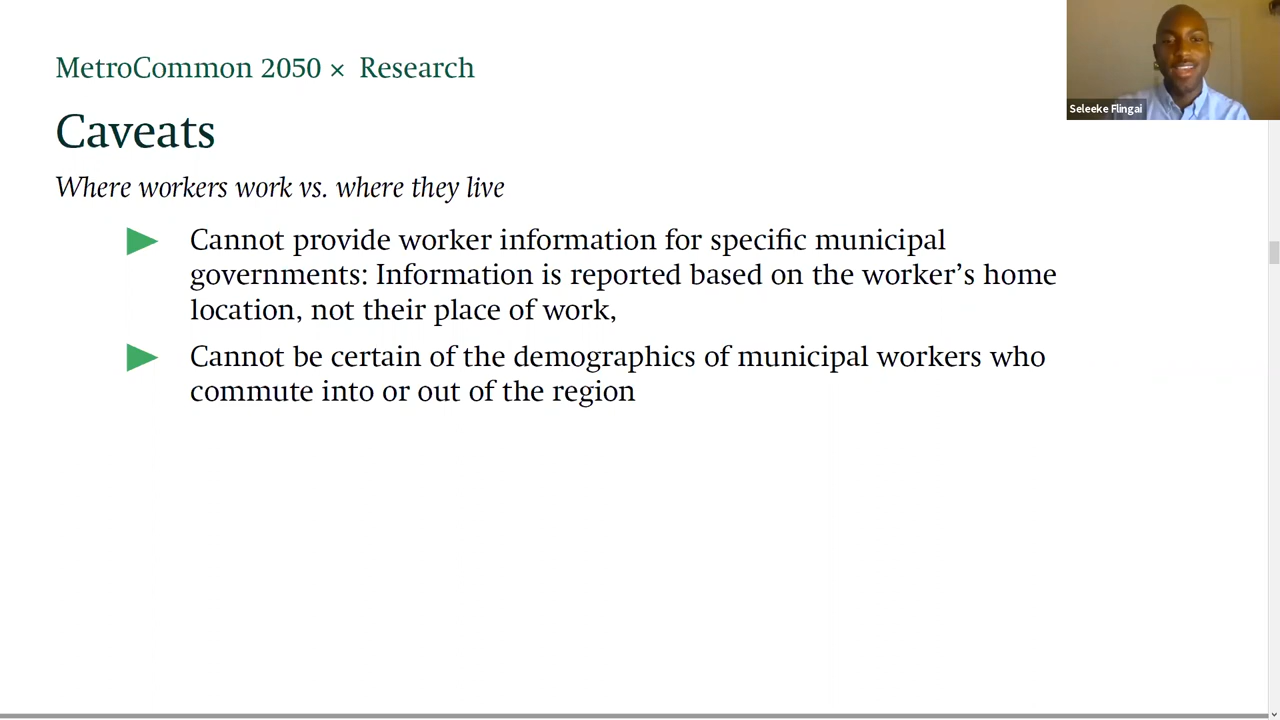 MetroCommon 2050 × Research
Seleeke Flingai
Caveats
Where workers work vs. where they live
Cannot provide worker information for specific municipal
governments: Information is reported based on the worker’s home
location, not their place of work,
Cannot be certain of the demographics of municipal workers who
commute into or out of the region